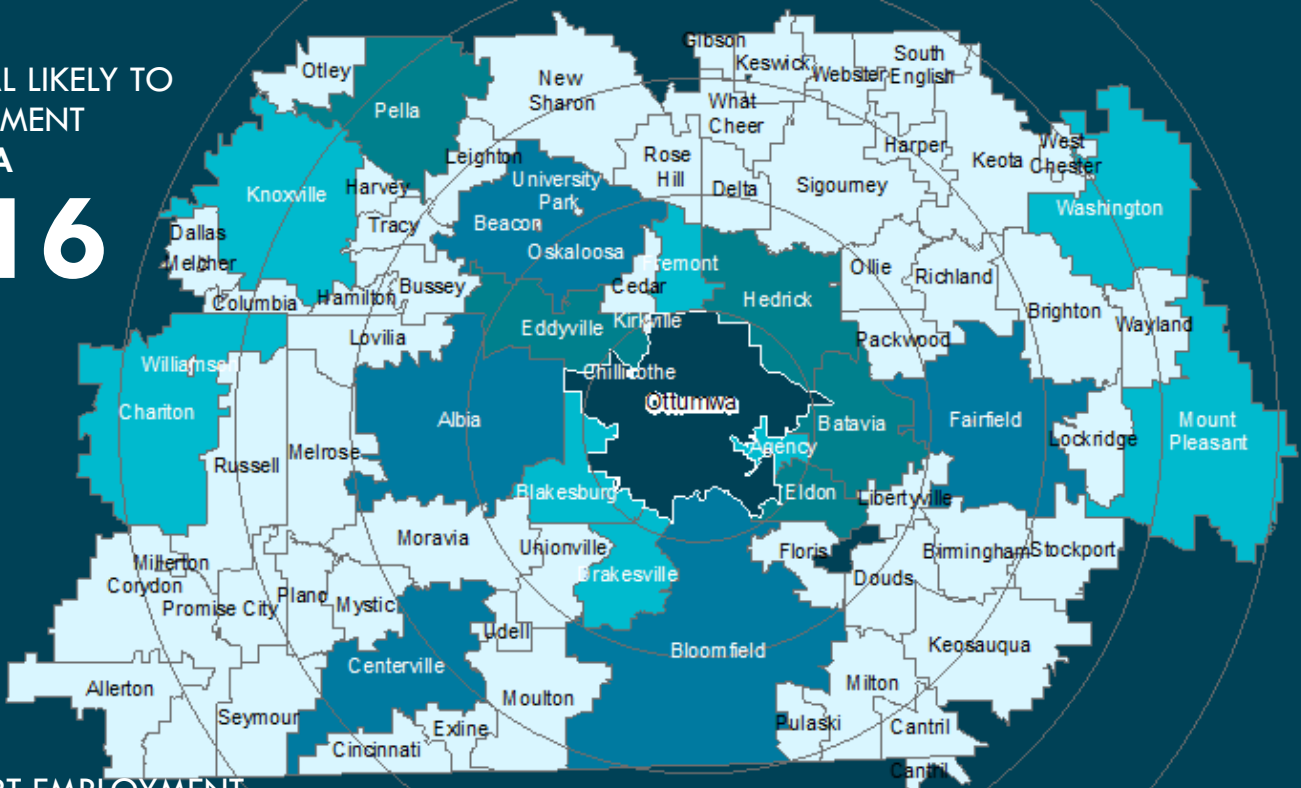 L LIKELY TO
MENT
A
16
Gibson
South
English
Keswick
Webster
Otley
New
Sharon
Pella
What
Cheer
Harper
West
Chester
Keota
Leighton
Rose
Hill
Delta
Sigourney
University
Park
Harvey
Knoxville
Washington
Tracy
Beacon
Dallas
Oskaloosa
Melcher
Fremont
Ollie
Richland
Cedar
Bussey
Hamilton
Columbia
Hedrick
Brighton
Wayland
Kirkville
Eddyville
Lovilia
Packwood
Williamson
Chillicothe
Ottumwa
Chariton
Albia
Batavia
Fairfield
Mount
Pleasant
Lockridge
Agency
Melrose
Russell
Blakesburg
Eldon
Libertyville
Moravia
Unionville
Floris
Birmingham
Stockport
Millerton
Corydon
Drakesville
Douds
Promise City
Plano
Mystic
Udell
Keosauqua
Bloomfield
Centerville
Allerton
Milton
Moulton
Seymour
Pulaski
Cantril
Exline
Cincinnati
Cantril
RT EMPLOYMENT